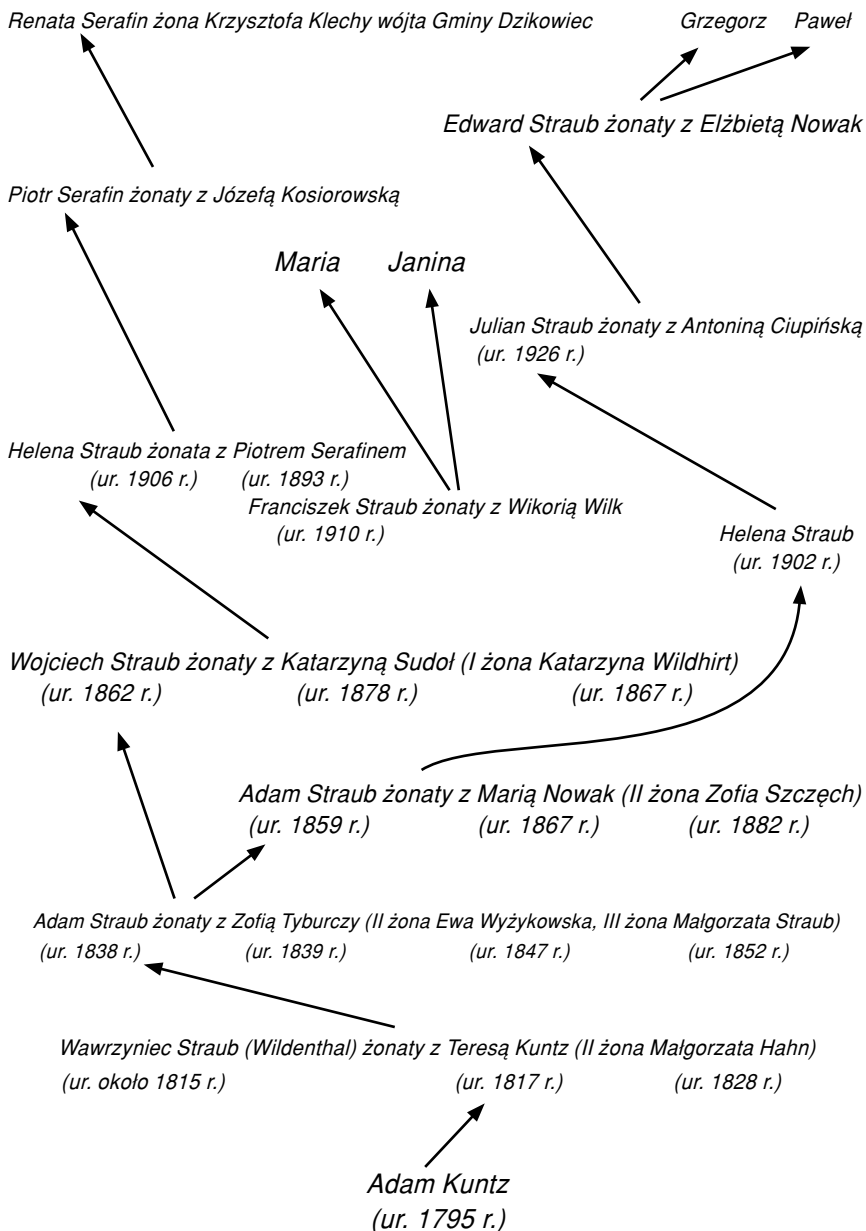 Renata Serafin żona Krzysztofa Klechy wójta Gminy Dzikowiec
Grzegorz Paweł
Edward Straub żonaty z Elżbietą Nowak
Piotr Serafin żonaty z Józefą Kosiorowską
Maria Janina
Julian Straub żonaty z Antoniną Ciupińską
(ur. 1926 r.)
Helena Straub żonata z Piotrem Serafinem
(ur. 1906 r.) (ur. 1893 r.)
Franciszek Straub żonaty z Wikorią Wilk
(ur. 1910 r.)
Helena Straub
(ur. 1902 r.)
Wojciech Straub żonaty z Katarzyną Sudoł (I żona Katarzyna Wildhirt)
(ur. 1862 r.) (ur. 1878 r.) (ur. 1867 r.)
Adam Straub żonaty z Marią Nowak (II żona Zofia Szczęch)
(ur. 1859 r.) (ur. 1867 r.) (ur. 1882 r.)
Adam Straub żonaty z Zofią Tyburczy (II żona Ewa Wyżykowska, III żona Małgorzata Straub)
(ur. 1838 r.) (ur. 1839 r.) (ur. 1847 r.) (ur. 1852 r.)
Wawrzyniec Straub (Wildenthal) żonaty z Teresą Kuntz (II żona Małgorzata Hahn)
(ur. około 1815 r.) (ur. 1817 r.) (ur. 1828 r.)
Adam Kuntz
(ur. 1795 r.)